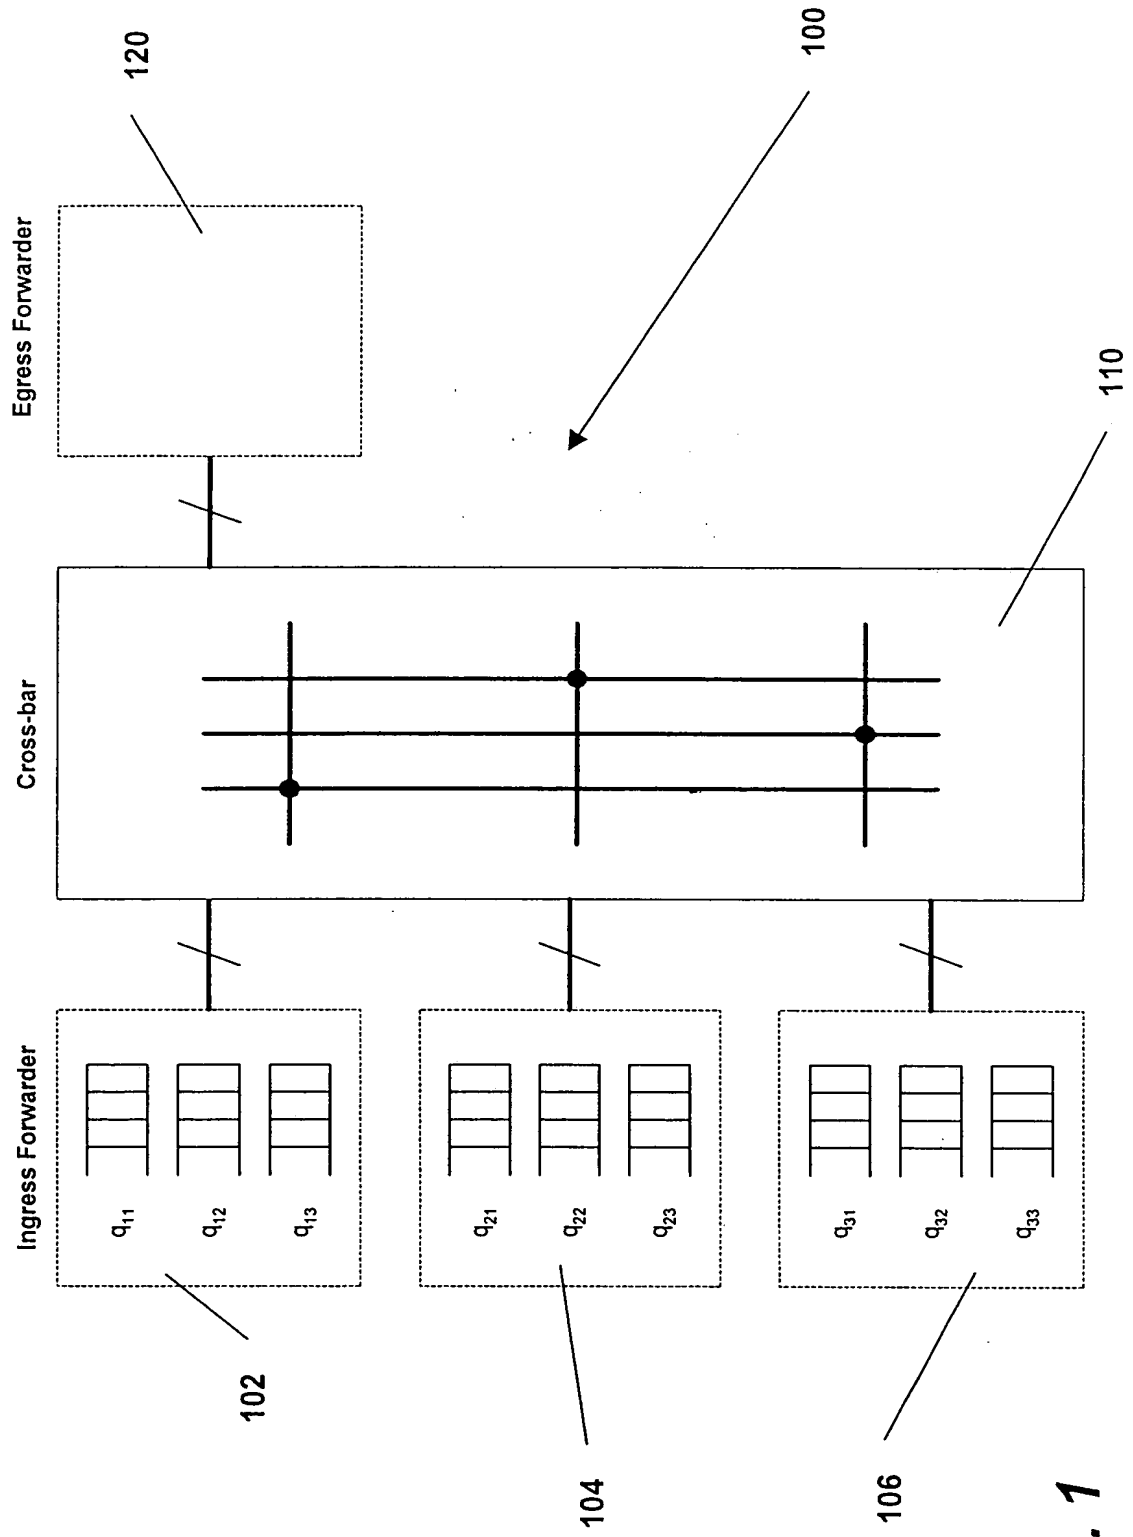 Ingress Forwarder
Cross-bar
Egress Forwarder
q11
q12
q13
q21
q22
q23
q31
q32
q33
102
104
106
120
100
110
. 1